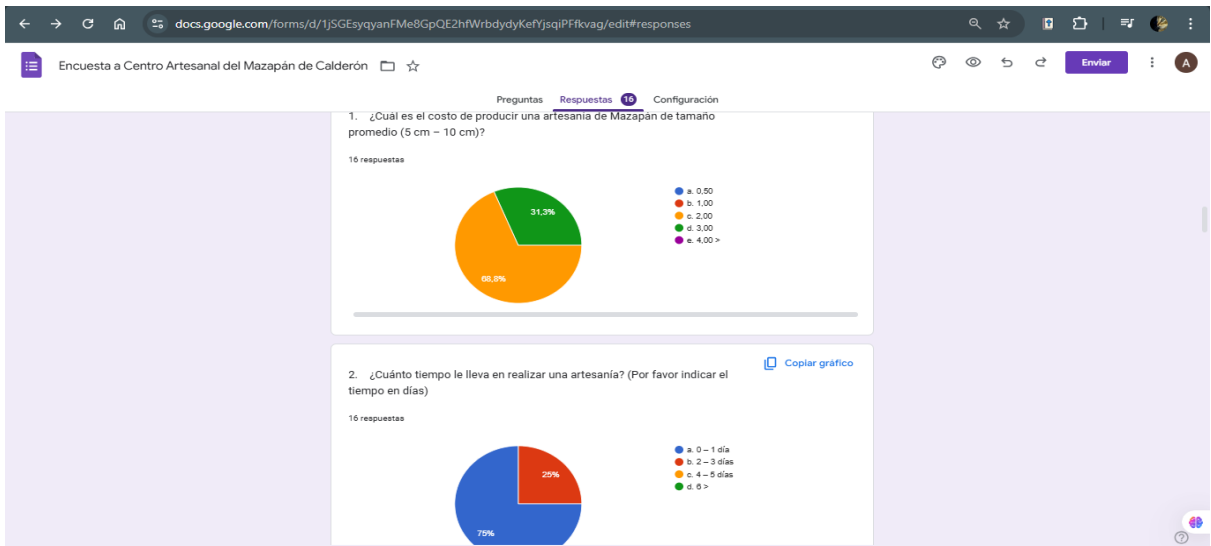 docs.google.com/forms/d/1jSGEsyqyanFMe8GpQE2hfWrbdydyKefYjsqiPFfkvag/edit#responses
Encuesta a Centro Artesanal del Mazapán de Calderón
Enviar
A
Preguntas Respuestas 16 Configuración
1. ¿Cuál es el costo de producir una artesanía de Mazapán de tamaño
promedio (5 cm – 10 cm)?
16 respuestas
31,3%
68,8%
a. 0,50
b. 1,00
c. 2,00
d. 3,00
e. 4,00 >
Copiar gráfico
2. ¿Cuánto tiempo le lleva en realizar una artesanía? (Por favor indicar el
tiempo en días)
16 respuestas
25%
75%
a. 0 – 1 día
b. 2 – 3 días
c. 4 – 5 días
d. 6 >